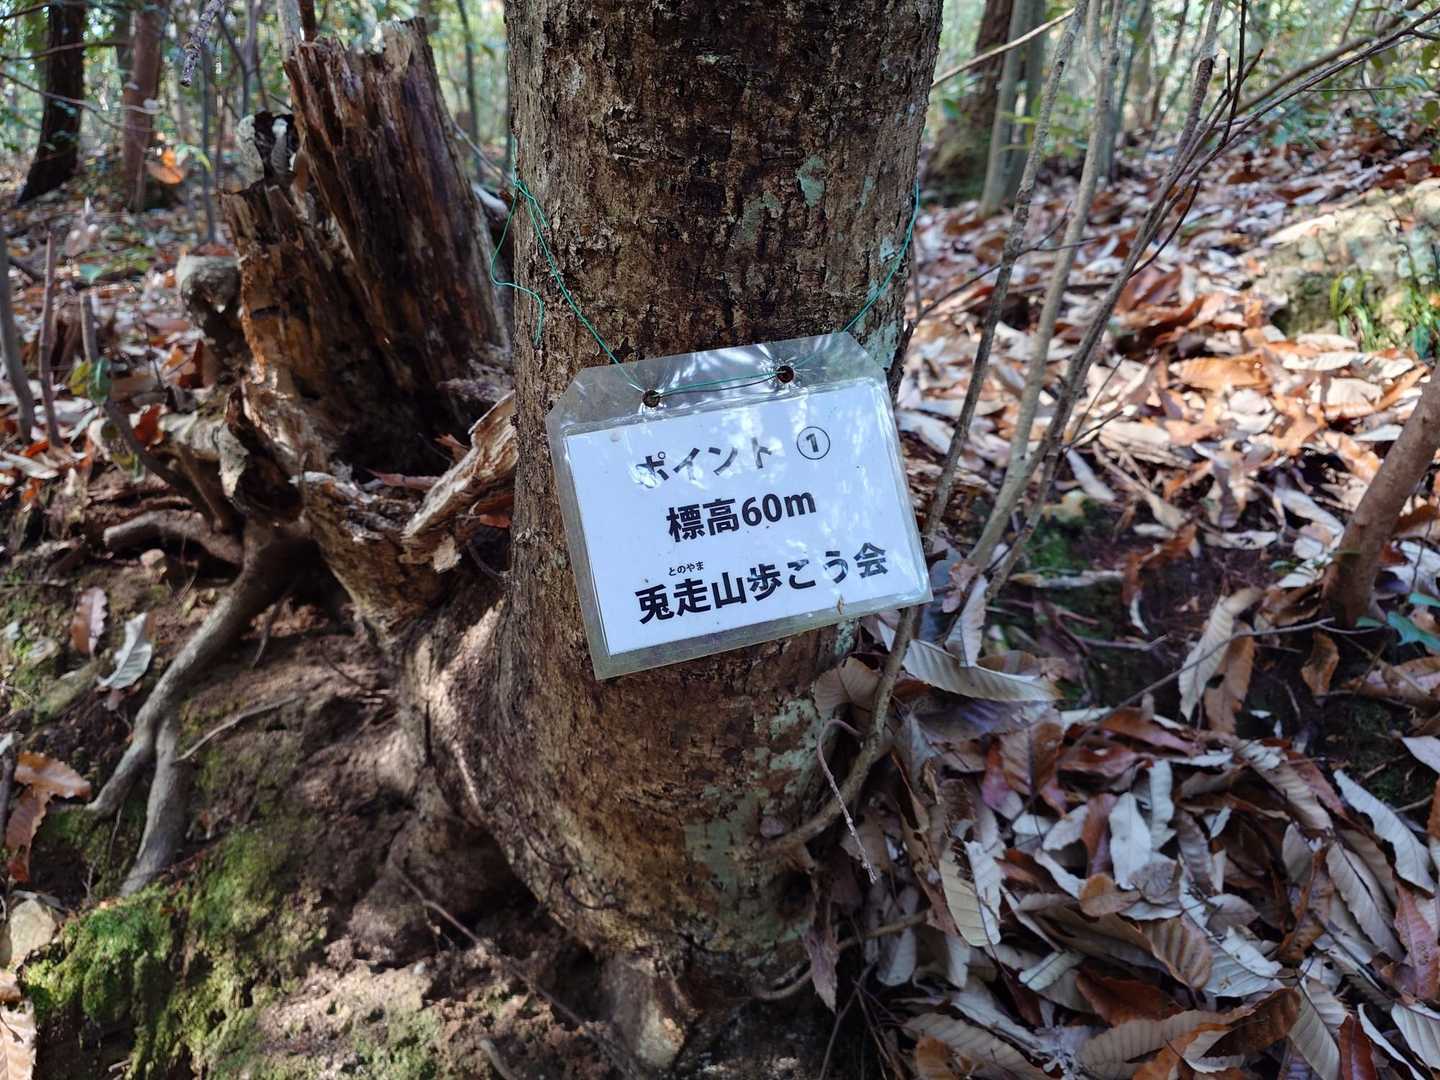 ポイント ①
標高60m
とのやま
兎走山歩こう会